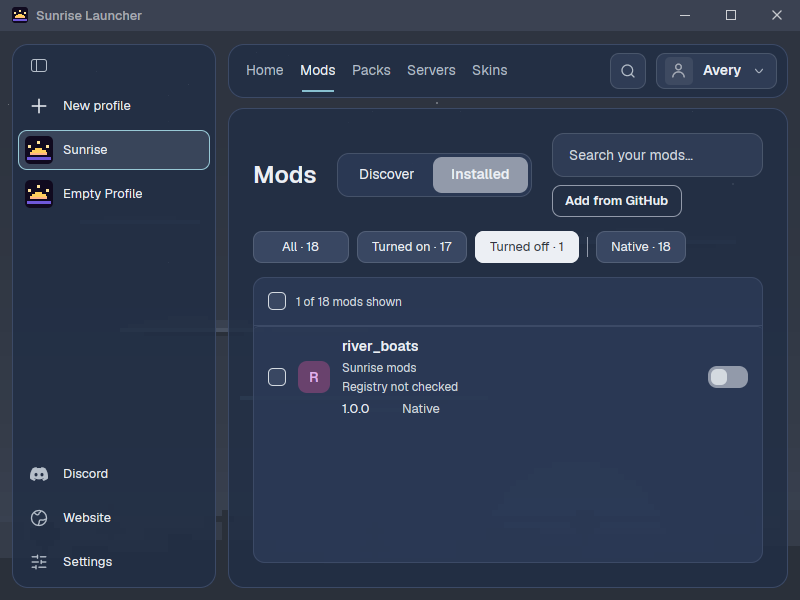 Sunrise Launcher
New profile
Sunrise
Empty Profile
Discord
Website
Settings
Home Mods Packs Servers Skins
Avery
Mods
Discover Installed
Search your mods...
Add from GitHub
All · 18 Turned on · 17 Turned off · 1 Native · 18
1 of 18 mods shown
R
river_boats
Sunrise mods
Registry not checked
1.0.0 Native